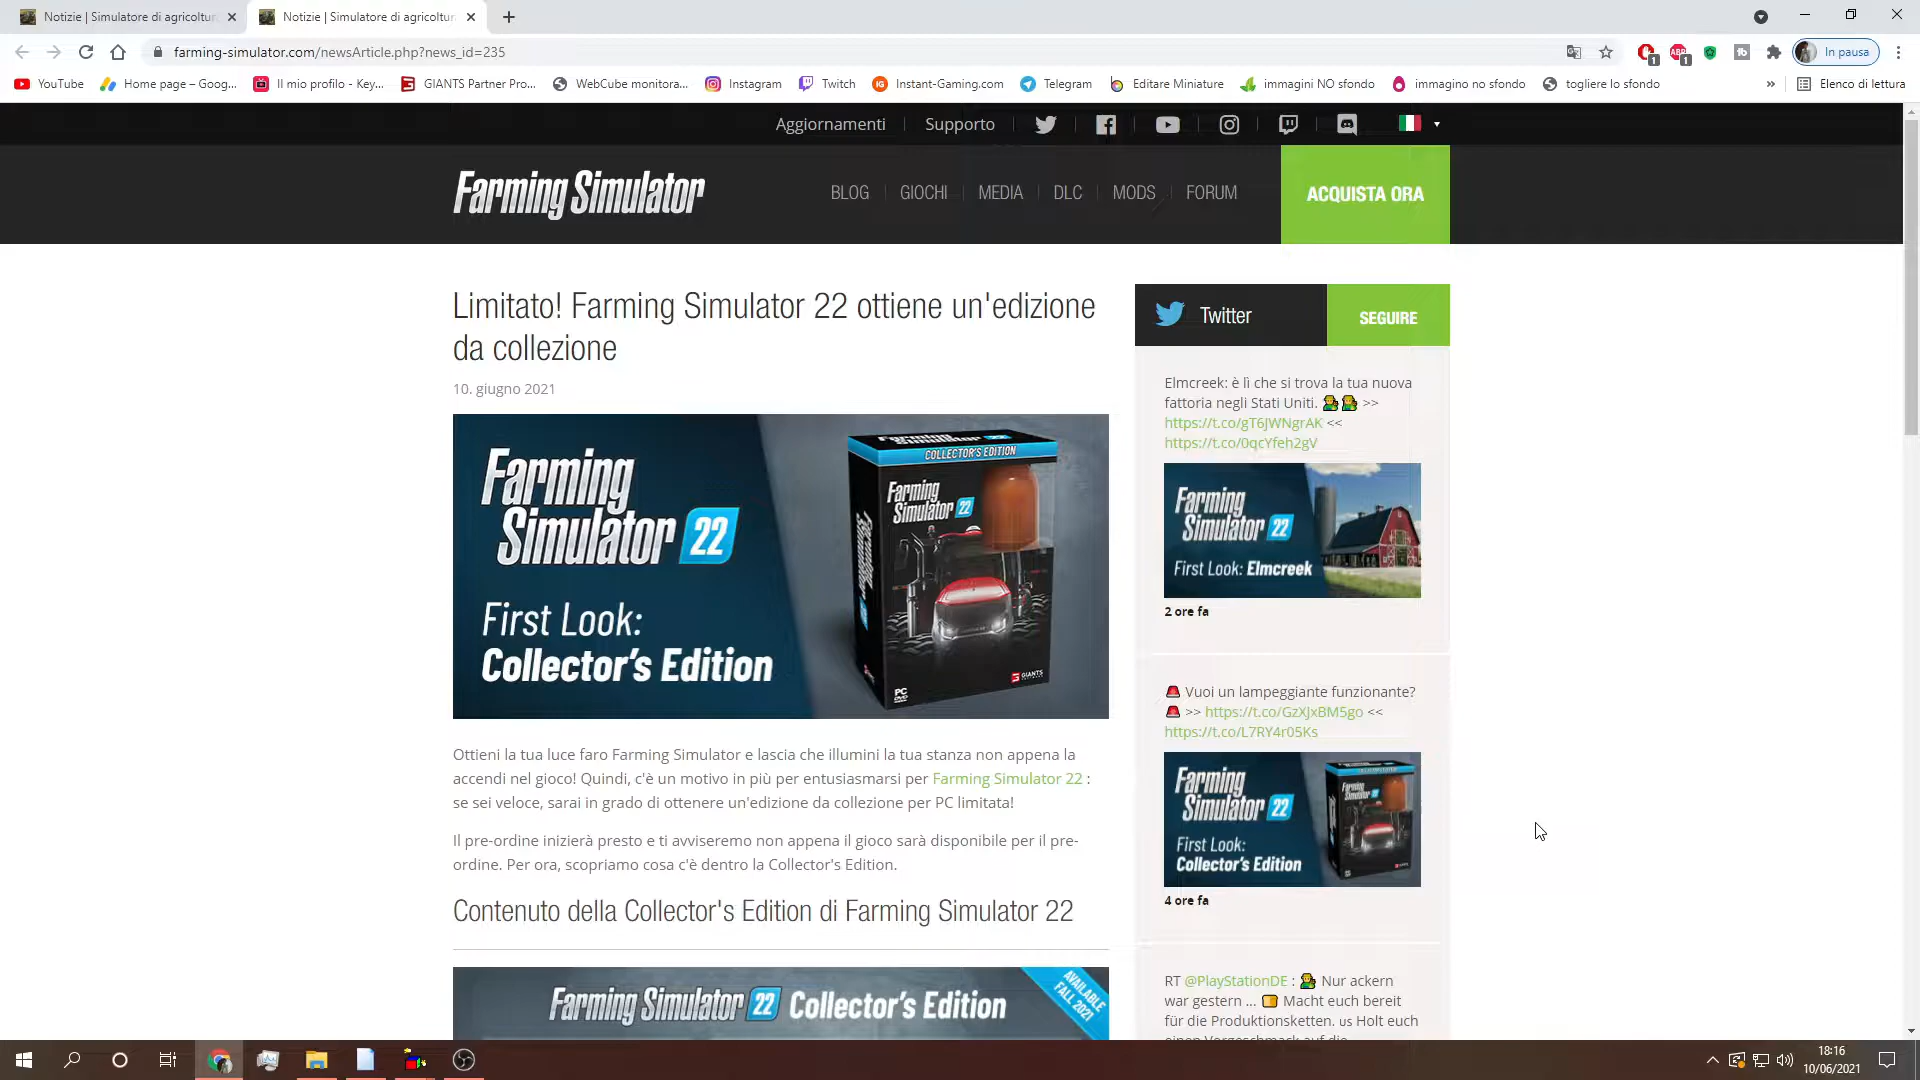 Notizie | Simulatore di agricoltur
Notizie | Simulatore di agricoltur
farming-simulator.com/newsArticle.php?news_id=235
In pausa
YouTube
Home page – Goog...
Il mio profilo - Key...
GIANTS Partner Pro...
WebCube monitora...
Instagram
Twitch
Instant-Gaming.com
Telegram
Editare Miniature
immagini NO sfondo
immagino no sfondo
togliere lo sfondo
»
Elenco di lettura
Aggiornamenti
Supporto
Farming Simulator
BLOG
GIOCHI
MEDIA
DLC
MODS
FORUM
ACQUISTA ORA
Limitato! Farming Simulator 22 ottiene un'edizione
da collezione
10. giugno 2021
Farming
Simulator 22
First Look:
Collector's Edition
COLLECTOR'S EDITION
Farming
Simulator 22
PC
DVD
GIANTS
Ottieni la tua luce faro Farming Simulator e lascia che illumini la tua stanza non appena la
accendi nel gioco! Quindi, c'è un motivo in più per entusiasmarsi per Farming Simulator 22 :
se sei veloce, sarai in grado di ottenere un'edizione da collezione per PC limitata!
Il pre-ordine inizierà presto e ti avviseremo non appena il gioco sarà disponibile per il pre-
ordine. Per ora, scopriamo cosa c'è dentro la Collector's Edition.
Contenuto della Collector's Edition di Farming Simulator 22
Farming Simulator 22 Collector's Edition
AVAILABLE
FALL 2021
Twitter
SEGUIRE
Elmcreek: è lì che si trova la tua nuova
fattoria negli Stati Uniti. >>
https://t.co/gT6JWNgrAK <<
https://t.co/0qcYfeh2gV
Farming
Simulator 22
First Look: Elmcreek
2 ore fa
Vuoi un lampeggiante funzionante?
>> https://t.co/GzXJxBM5go <<
https://t.co/L7RY4r05Ks
Farming
Simulator 22
First Look:
Collector's Edition
4 ore fa
RT @PlayStationDE : Nur ackern
war gestern ... Macht euch bereit
für die Produktionsketten. us Holt euch
einen Vorgeschmack auf die
18:16
10/06/2021